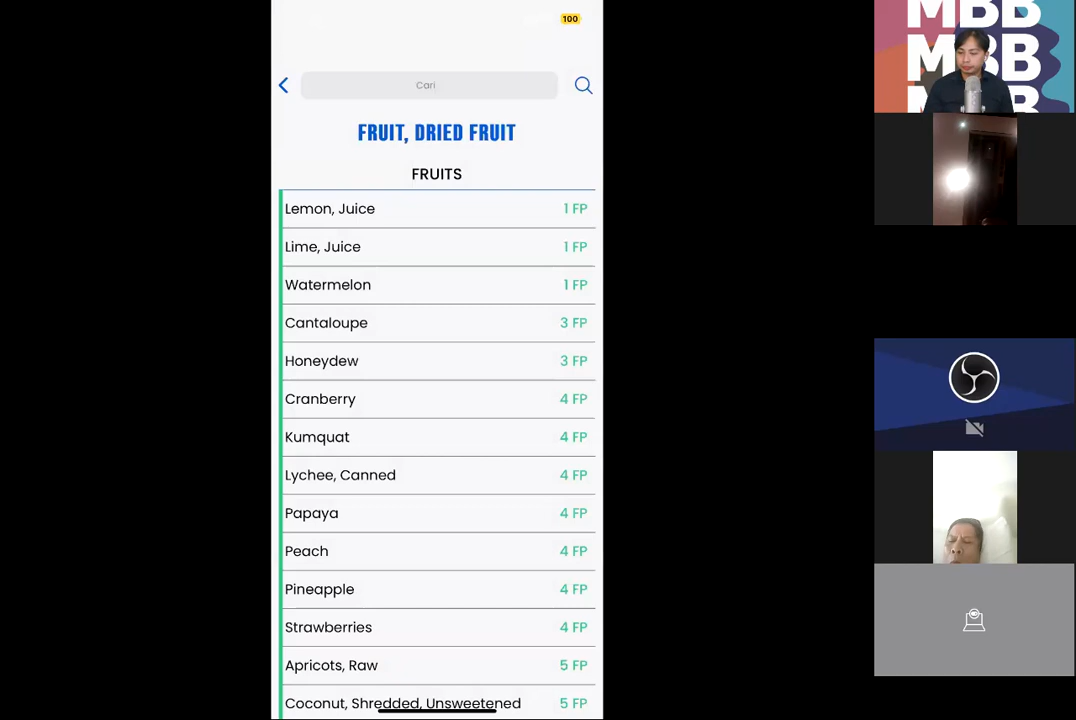 100
Cari
FRUIT, DRIED FRUIT
FRUITS
Lemon, Juice 1 FP
Lime, Juice 1 FP
Watermelon 1 FP
Cantaloupe 3 FP
Honeydew 3 FP
Cranberry 4 FP
Kumquat 4 FP
Lychee, Canned 4 FP
Papaya 4 FP
Peach 4 FP
Pineapple 4 FP
Strawberries 4 FP
Apricots, Raw 5 FP
Coconut, Shredded, Unsweetened 5 FP
MBB
MBB